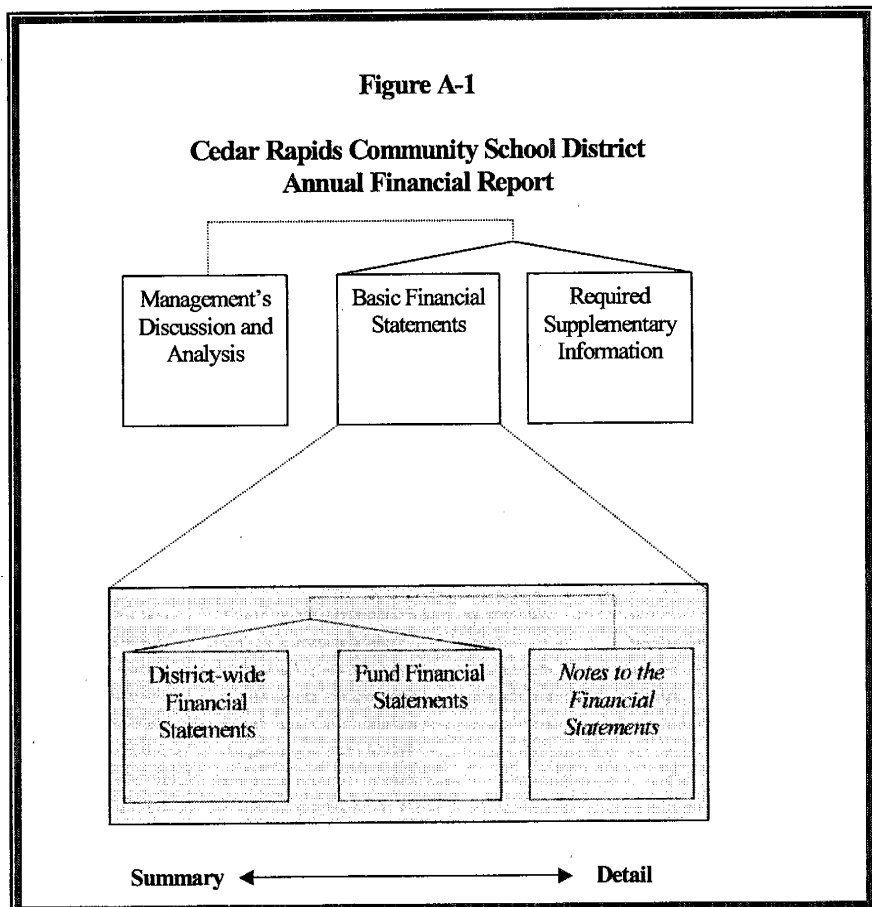 Figure A-1
Cedar Rapids Community School District
Annual Financial Report
Management's
Discussion and
Analysis
Basic Financial
Statements
Required
Supplementary
Information
District-wide
Financial
Statements
Fund Financial
Statements
Notes to the
Financial
Statements
Summary
Detail